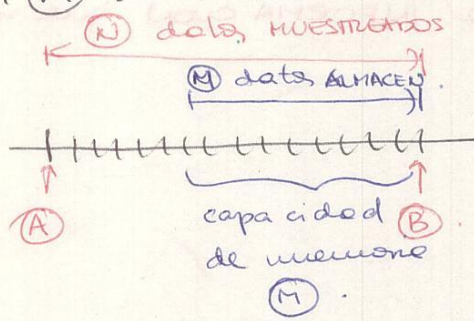 (N) datos MUESTREADOS
(M) datos ALMACEN.
(A)
(B)
capacidad
de memoria
(M).